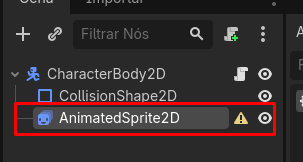 Cena
Importar
Filtrar Nós
CharacterBody2D
CollisionShape2D
AnimatedSprite2D